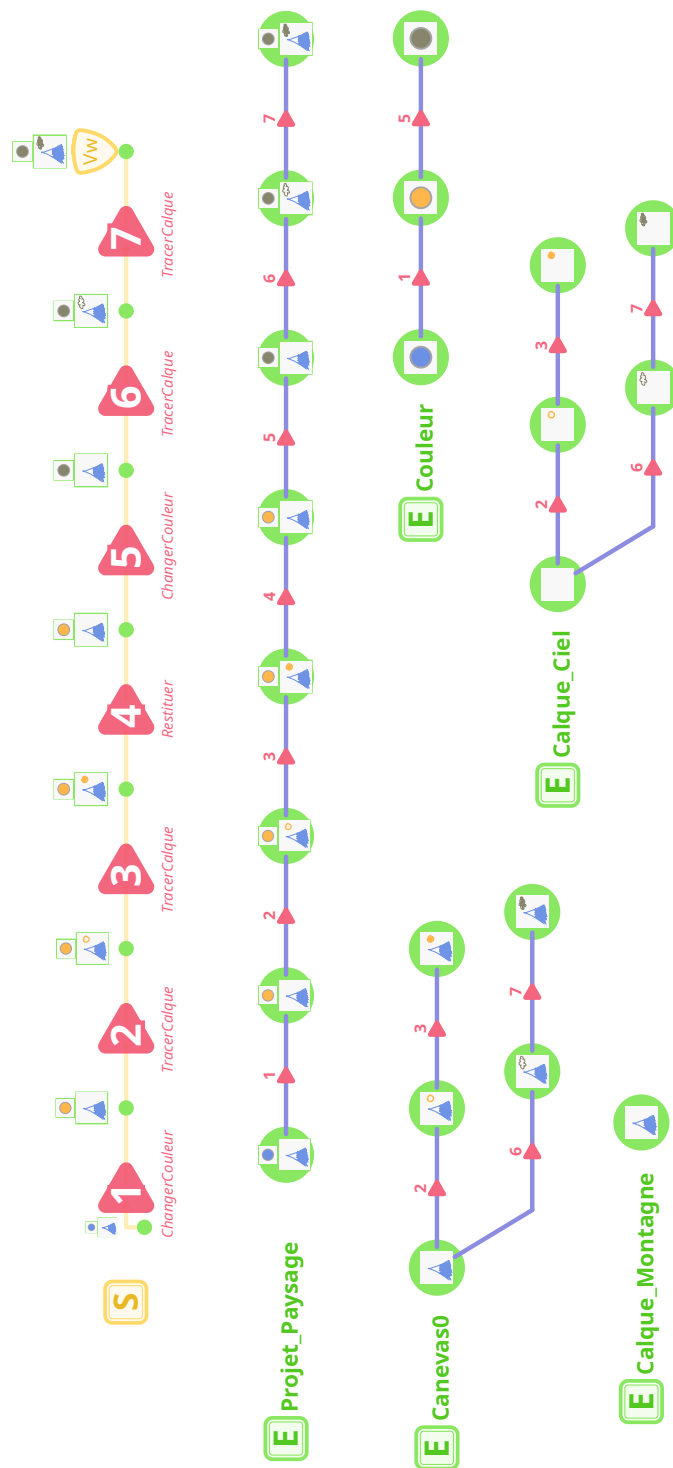 S
1
2
3
4
5
6
7
Vw
ChangerCouleur
TracerCalque
TracerCalque
Restituer
ChangerCouleur
TracerCalque
TracerCalque
E Projet_Paysage
1
2
3
4
5
6
7
E Canevas0
2
3
6
7
E Couleur
1
5
E Calque_Ciel
2
3
6
7
E Calque_Montagne